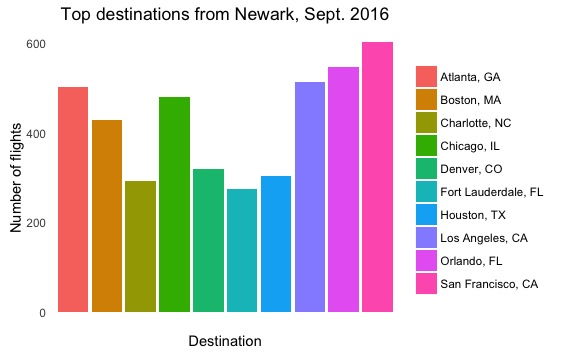 Top destinations from Newark, Sept. 2016
Number of flights
600
400
200
0
Destination
Atlanta, GA
Boston, MA
Charlotte, NC
Chicago, IL
Denver, CO
Fort Lauderdale, FL
Houston, TX
Los Angeles, CA
Orlando, FL
San Francisco, CA